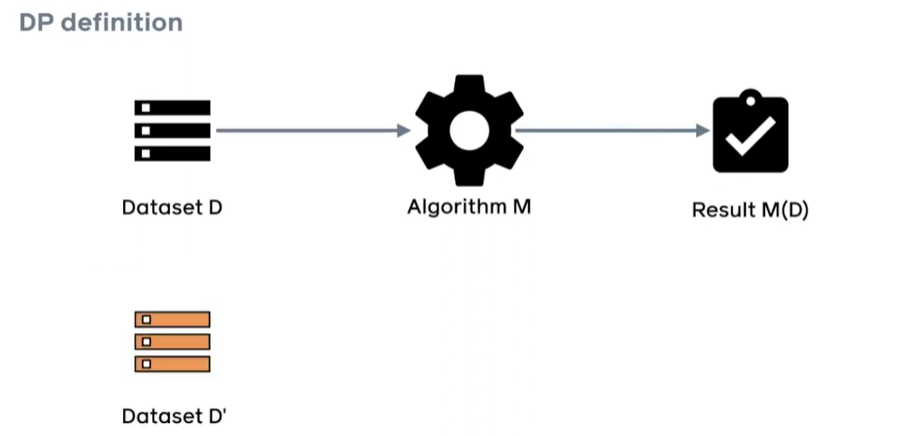 DP definition
Dataset D
Algorithm M
Result M(D)
Dataset D'